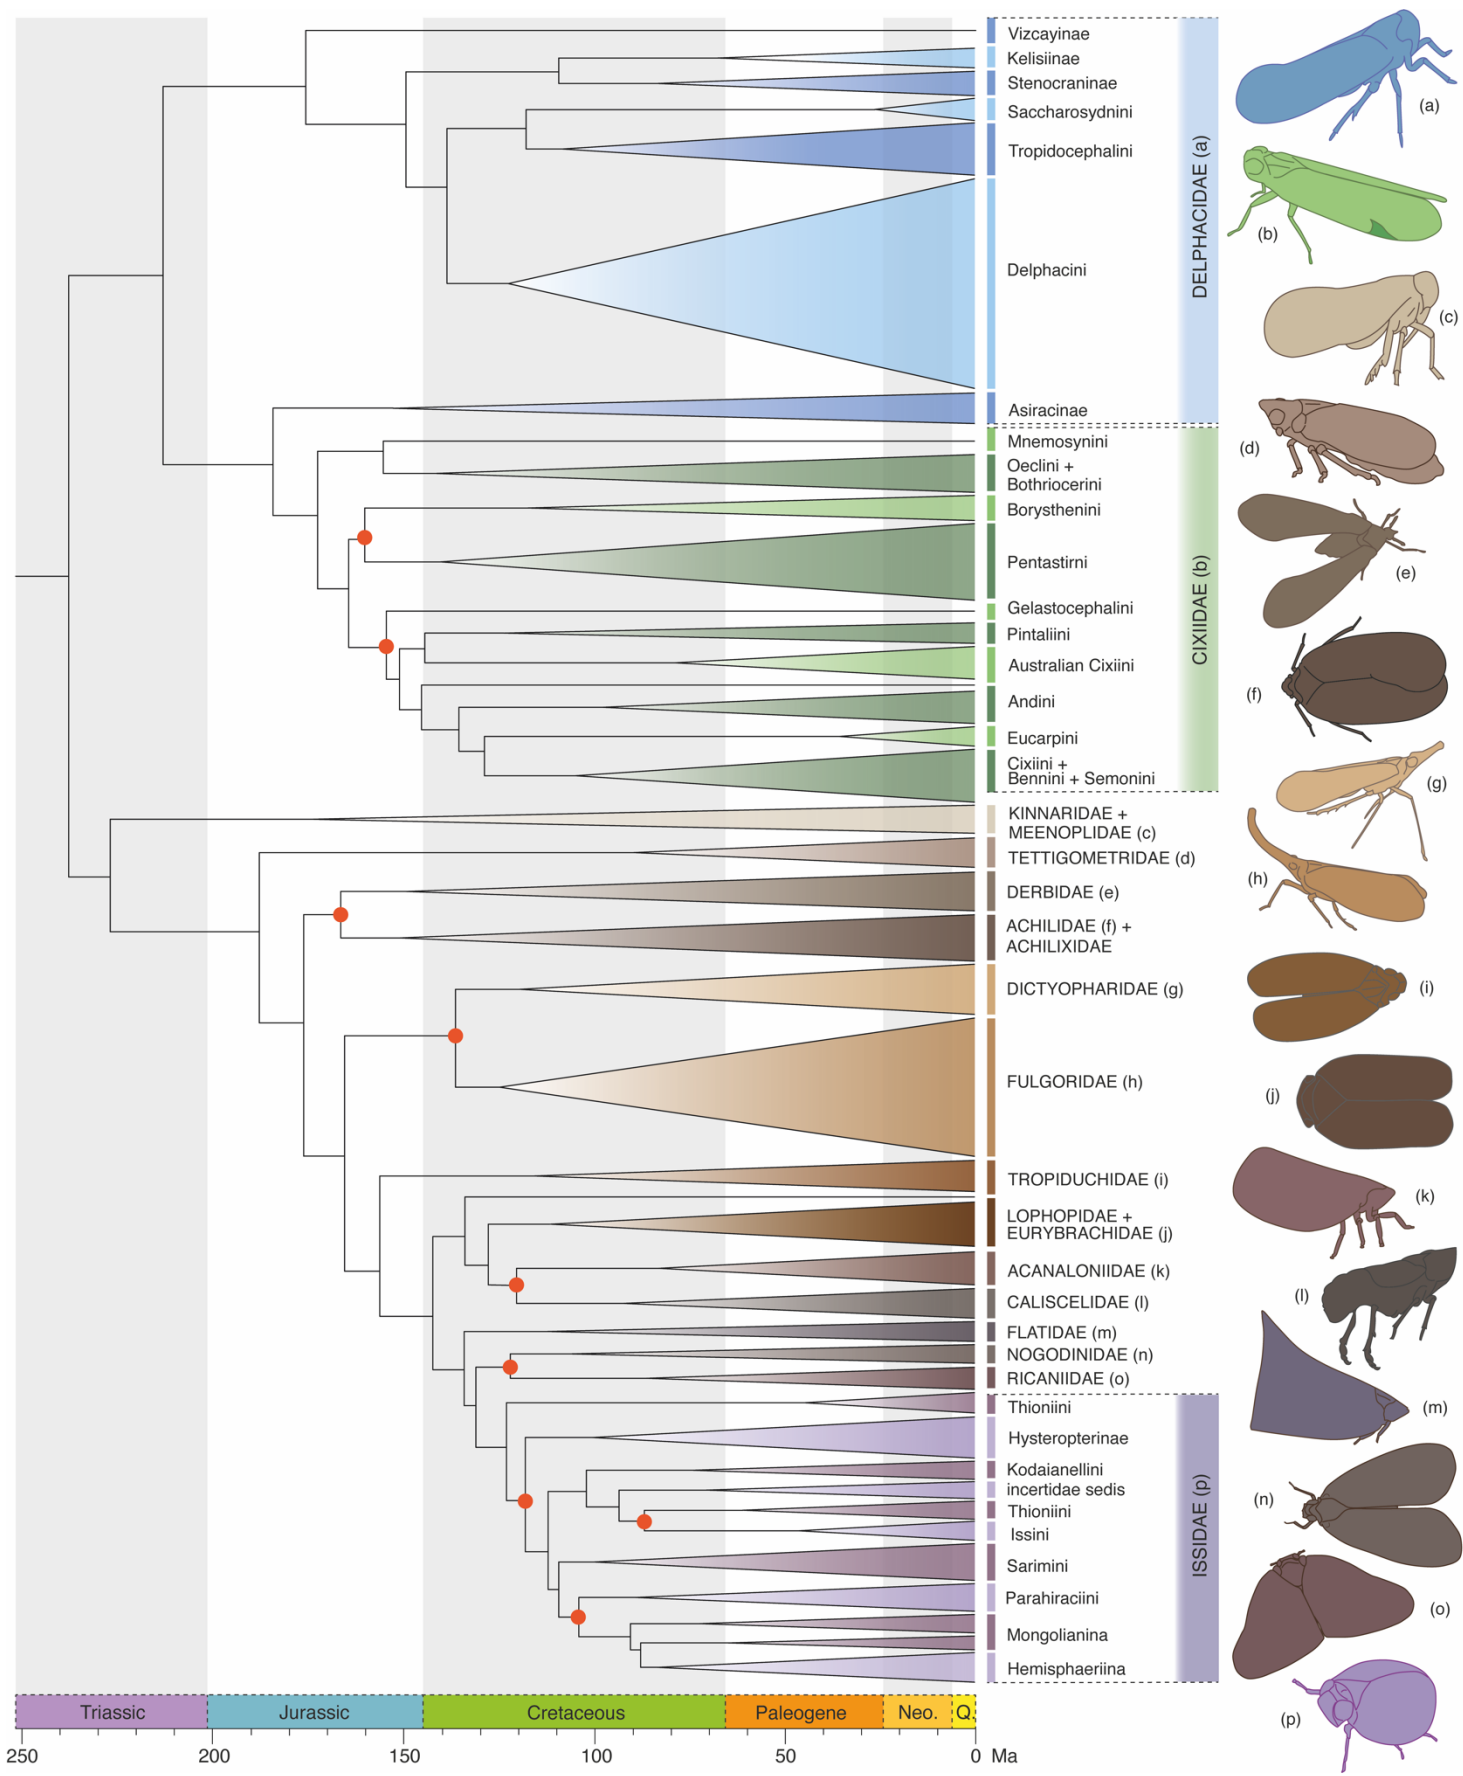 Vizcayinae
Kelisiinae
Stenocraninae
Saccharosydnini
Tropidocephalini
Delphacini
Asiracinae
DELPHACIDAE (a)
Mnemosynini
Oeclini +
Bothriocerini
Borysthenini
Pentastirni
Gelastocephalini
Pintaliini
Australian Cixiini
Andini
Eucarpini
Cixiini +
Bennini + Semonini
CIXIIDAE (b)
KINNARIDAE +
MEENOPLIDAE (c)
TETTIGOMETRIDAE (d)
DERBIDAE (e)
ACHILIDAE (f) +
ACHILIXIDAE
DICTYOPHARIDAE (g)
FULGORIDAE (h)
TROPIDUCHIDAE (i)
LOPHOPIDAE +
EURYBRACHIDAE (j)
ACANALONIIDAE (k)
CALISCELIDAE (l)
FLATIDAE (m)
NOGODINIDAE (n)
RICANIIDAE (o)
Thioniini
Hysteropterinae
Kodaianellini
incertidae sedis
Thioniini
Issini
Sarimini
Parahiraciini
Mongolianina
Hemisphaeriina
ISSIDAE (p)
(a)
(b)
(c)
(d)
(e)
(f)
(g)
(h)
(i)
(j)
(k)
(l)
(m)
(n)
(o)
(p)
Triassic Jurassic Cretaceous Paleogene Neo. Q.
250 200 150 100 50 0 Ma